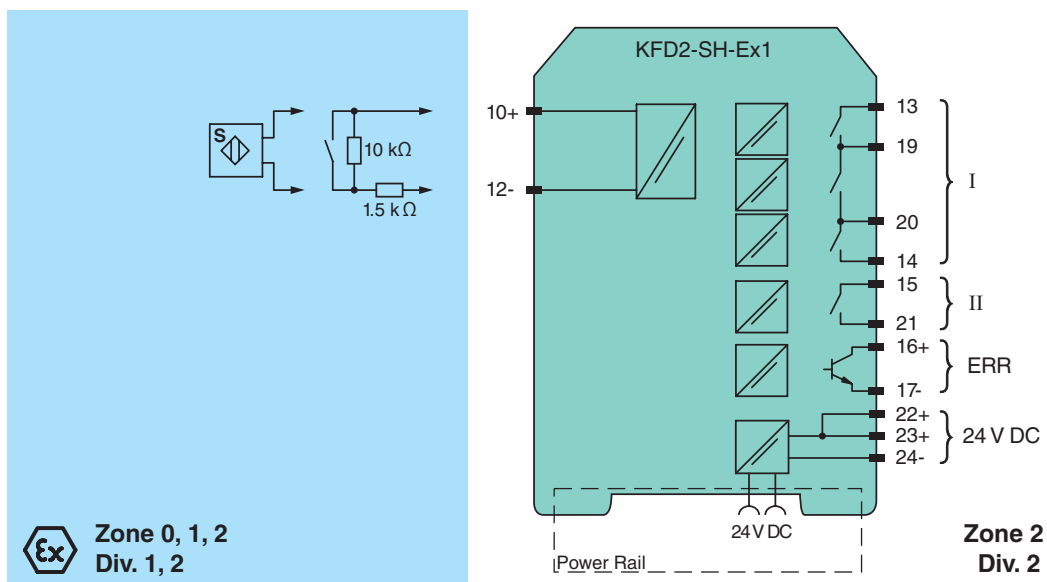 KFD2-SH-Ex1
S
10 kΩ
1.5 k Ω
10+
12-
13
19
20
14
I
15
21
II
16+
17-
ERR
22+
23+
24-
24 V DC
24V DC
Power Rail
Ex
Zone 0, 1, 2
Div. 1, 2
Zone 2
Div. 2